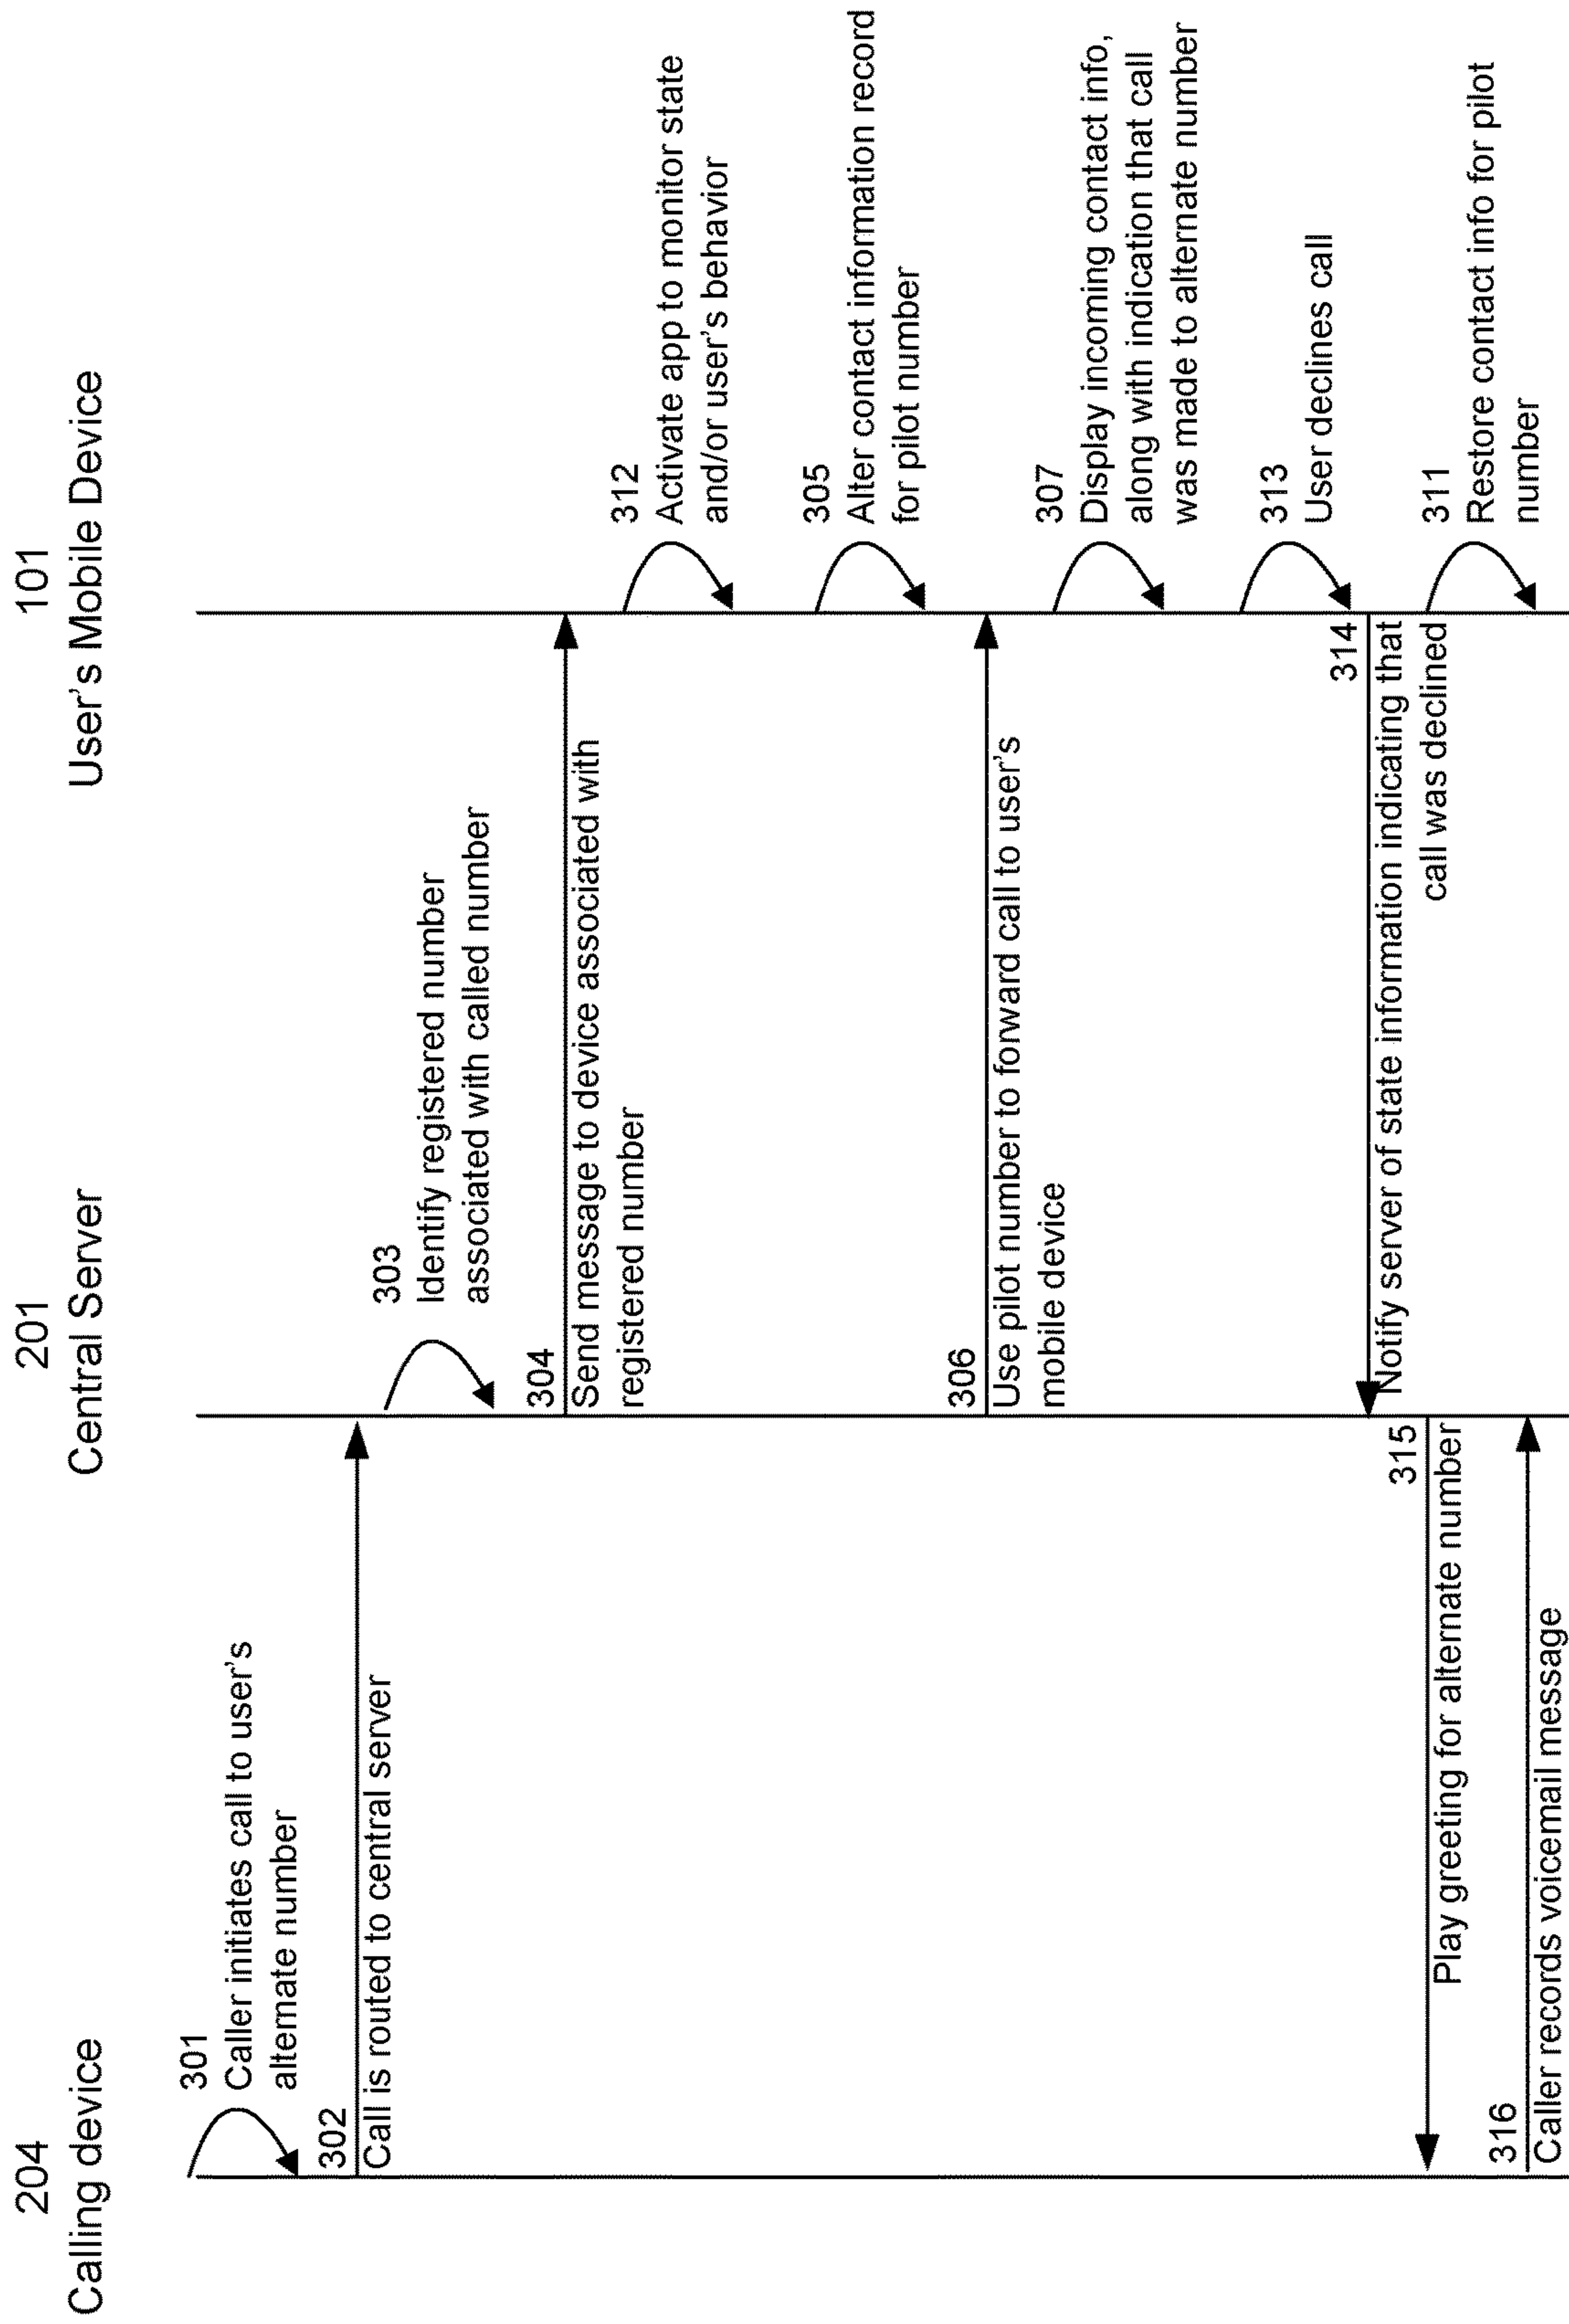 204
Calling device
201
Central Server
101
User's Mobile Device
301
Caller initiates call to user's
alternate number
302
Call is routed to central server
303
Identify registered number
associated with called number
304
Send message to device associated with
registered number
312
Activate app to monitor state
and/or user's behavior
305
Alter contact information record
for pilot number
306
Use pilot number to forward call to user's
mobile device
307
Display incoming contact info,
along with indication that call
was made to alternate number
313
User declines call
314
Notify server of state information indicating that
call was declined
315
Play greeting for alternate number
311
Restore contact info for pilot
number
316
Caller records voicemail message